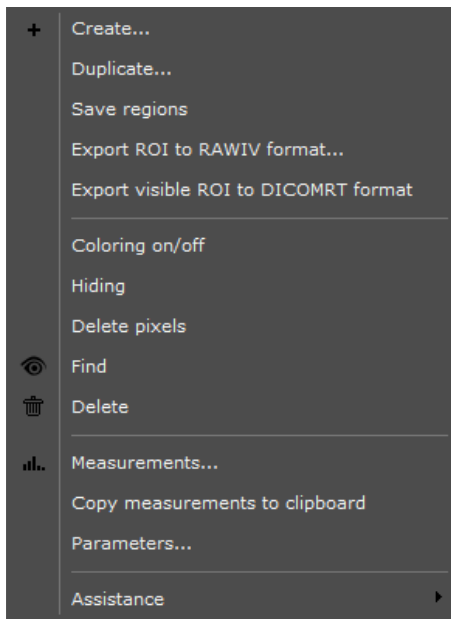 Create...
Duplicate...
Save regions
Export ROI to RAWIV format...
Export visible ROI to DICOMRT format
Coloring on/off
Hiding
Delete pixels
Find
Delete
Measurements...
Copy measurements to clipboard
Parameters...
Assistance